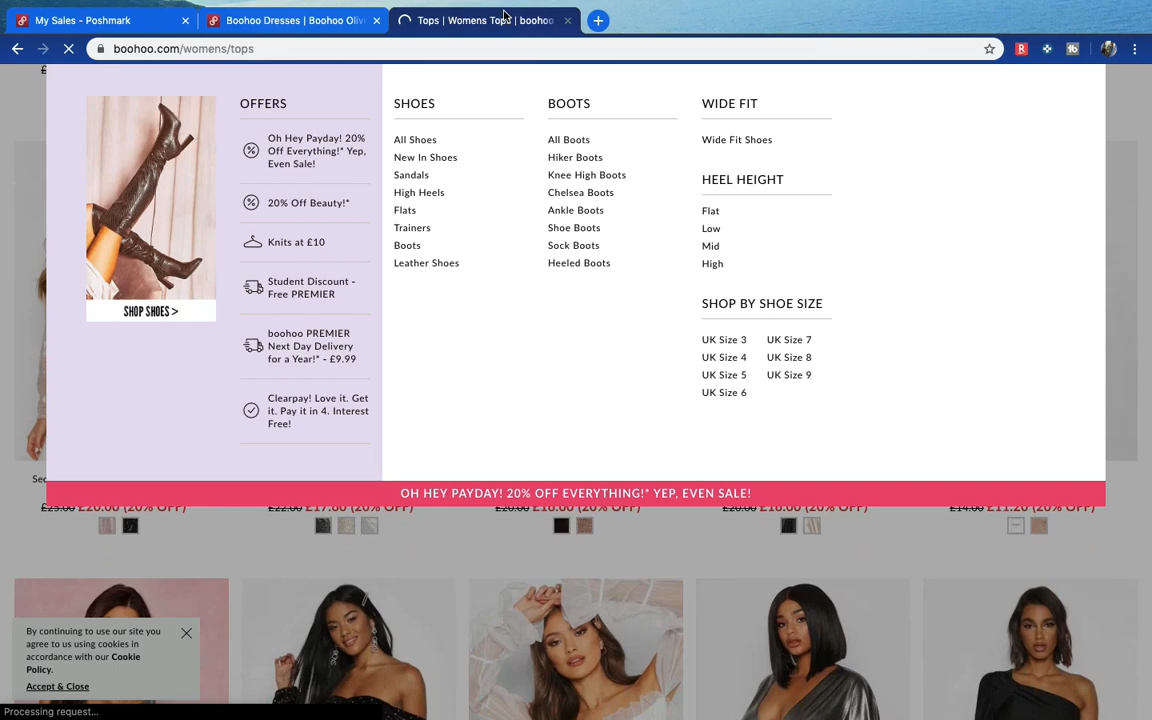 My Sales - Poshmark
Boohoo Dresses | Boohoo Oliv
Tops | Womens Tops | boohoo
boohoo.com/womens/tops
OFFERS
Oh Hey Payday! 20%
Off Everything!* Yep,
Even Sale!
20% Off Beauty!*
Knits at £10
Student Discount -
Free PREMIER
boohoo PREMIER
Next Day Delivery
for a Year!* - £9.99
Clearpay! Love it. Get
it. Pay it in 4. Interest
Free!
SHOP SHOES >
SHOES
All Shoes
New In Shoes
Sandals
High Heels
Flats
Trainers
Boots
Leather Shoes
BOOTS
All Boots
Hiker Boots
Knee High Boots
Chelsea Boots
Ankle Boots
Shoe Boots
Sock Boots
Heeled Boots
WIDE FIT
Wide Fit Shoes
HEEL HEIGHT
Flat
Low
Mid
High
SHOP BY SHOE SIZE
UK Size 3 UK Size 7
UK Size 4 UK Size 8
UK Size 5 UK Size 9
UK Size 6
OH HEY PAYDAY! 20% OFF EVERYTHING!* YEP, EVEN SALE!
£25.00 £20.00 (20% OFF) £22.00 £17.60 (20% OFF) £20.00 £16.00 (20% OFF) £20.00 £16.00 (20% OFF) £14.00 £11.20 (20% OFF)
By continuing to use our site you
agree to us using cookies in
accordance with our Cookie
Policy.
Accept & Close
Processing request...